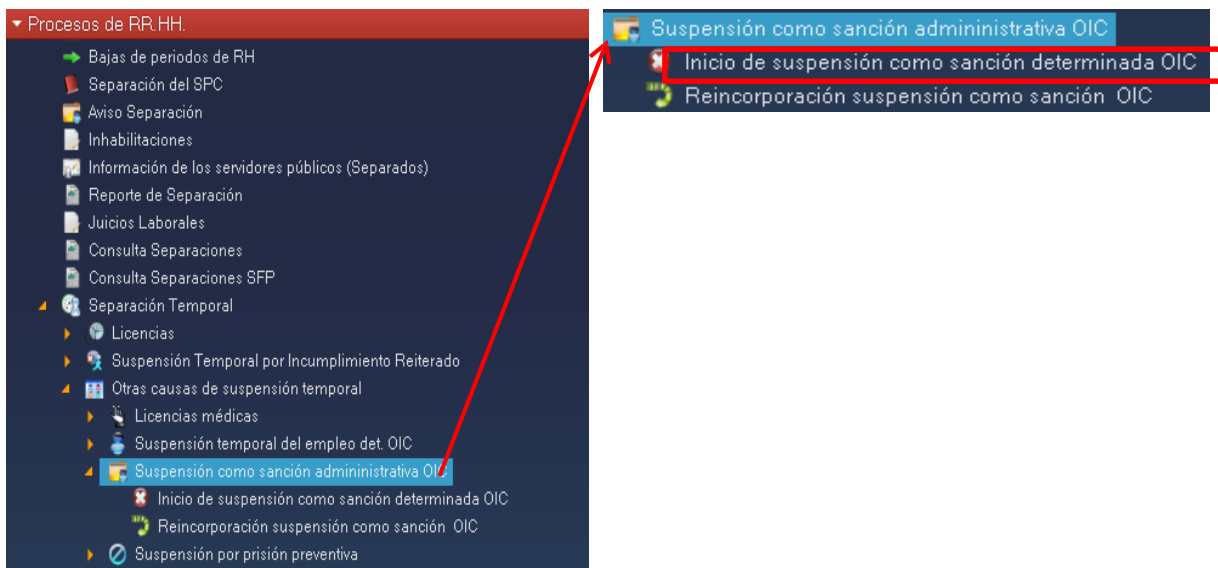 Procesos de RR.HH.
Bajas de periodos de RH
Separación del SPC
Aviso Separación
Inhabilitaciones
Información de los servidores públicos (Separados)
Reporte de Separación
Juicios Laborales
Consulta Separaciones
Consulta Separaciones SFP
Separación Temporal
Licencias
Suspensión Temporal por Incumplimiento Reiterado
Otras causas de suspensión temporal
Licencias médicas
Suspensión temporal del empleo det. OIC
Suspensión como sanción admininistrativa OIC
Inicio de suspensión como sanción determinada OIC
Reincorporación suspensión como sanción OIC
Suspensión por prisión preventiva
Suspensión como sanción admininistrativa OIC
Inicio de suspensión como sanción determinada OIC
Reincorporación suspensión como sanción OIC